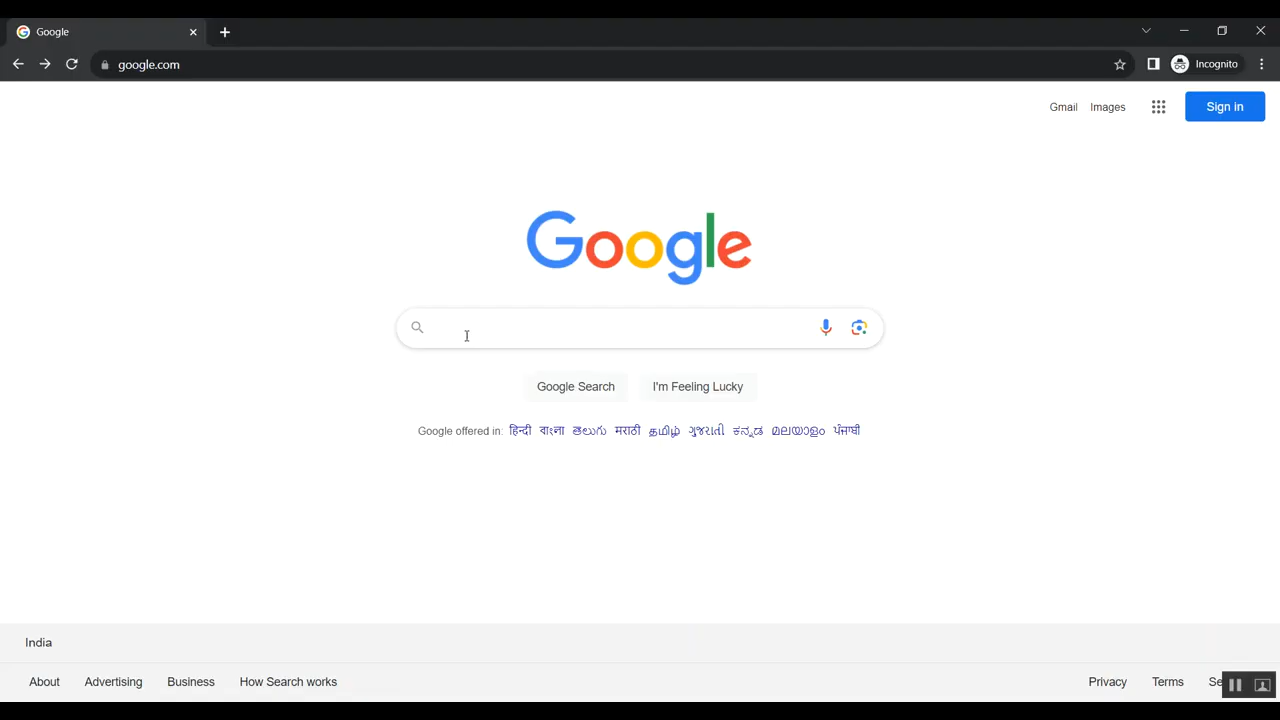 Google
google.com
Incognito
Gmail Images Sign in
Google
Google Search I'm Feeling Lucky
Google offered in: हिन्दी বাংলা తెలుగు मराठी தமிழ் ગુજરાતી ಕನ್ನಡ മലയാളം ਪੰਜਾਬੀ
India
About Advertising Business How Search works Privacy Terms